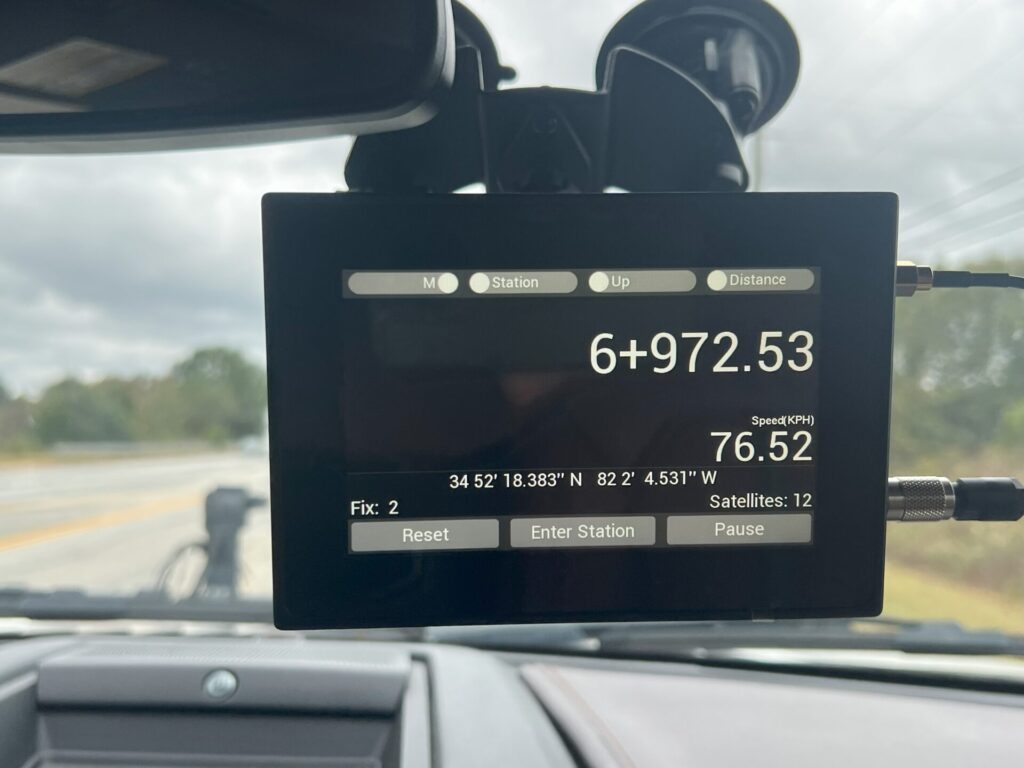 M Station Up Distance
6+972.53
Speed(KPH)
76.52
34 52' 18.383" N 82 2' 4.531" W
Fix: 2 Satellites: 12
Reset Enter Station Pause